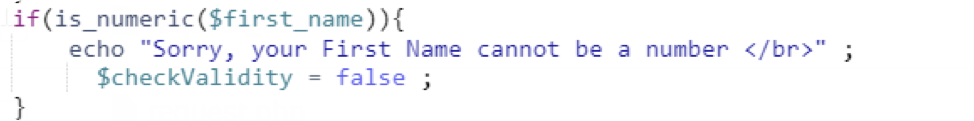 if(is_numeric($first_name)){
echo "Sorry, your First Name cannot be a number </br>" ;
$checkValidity = false ;
}